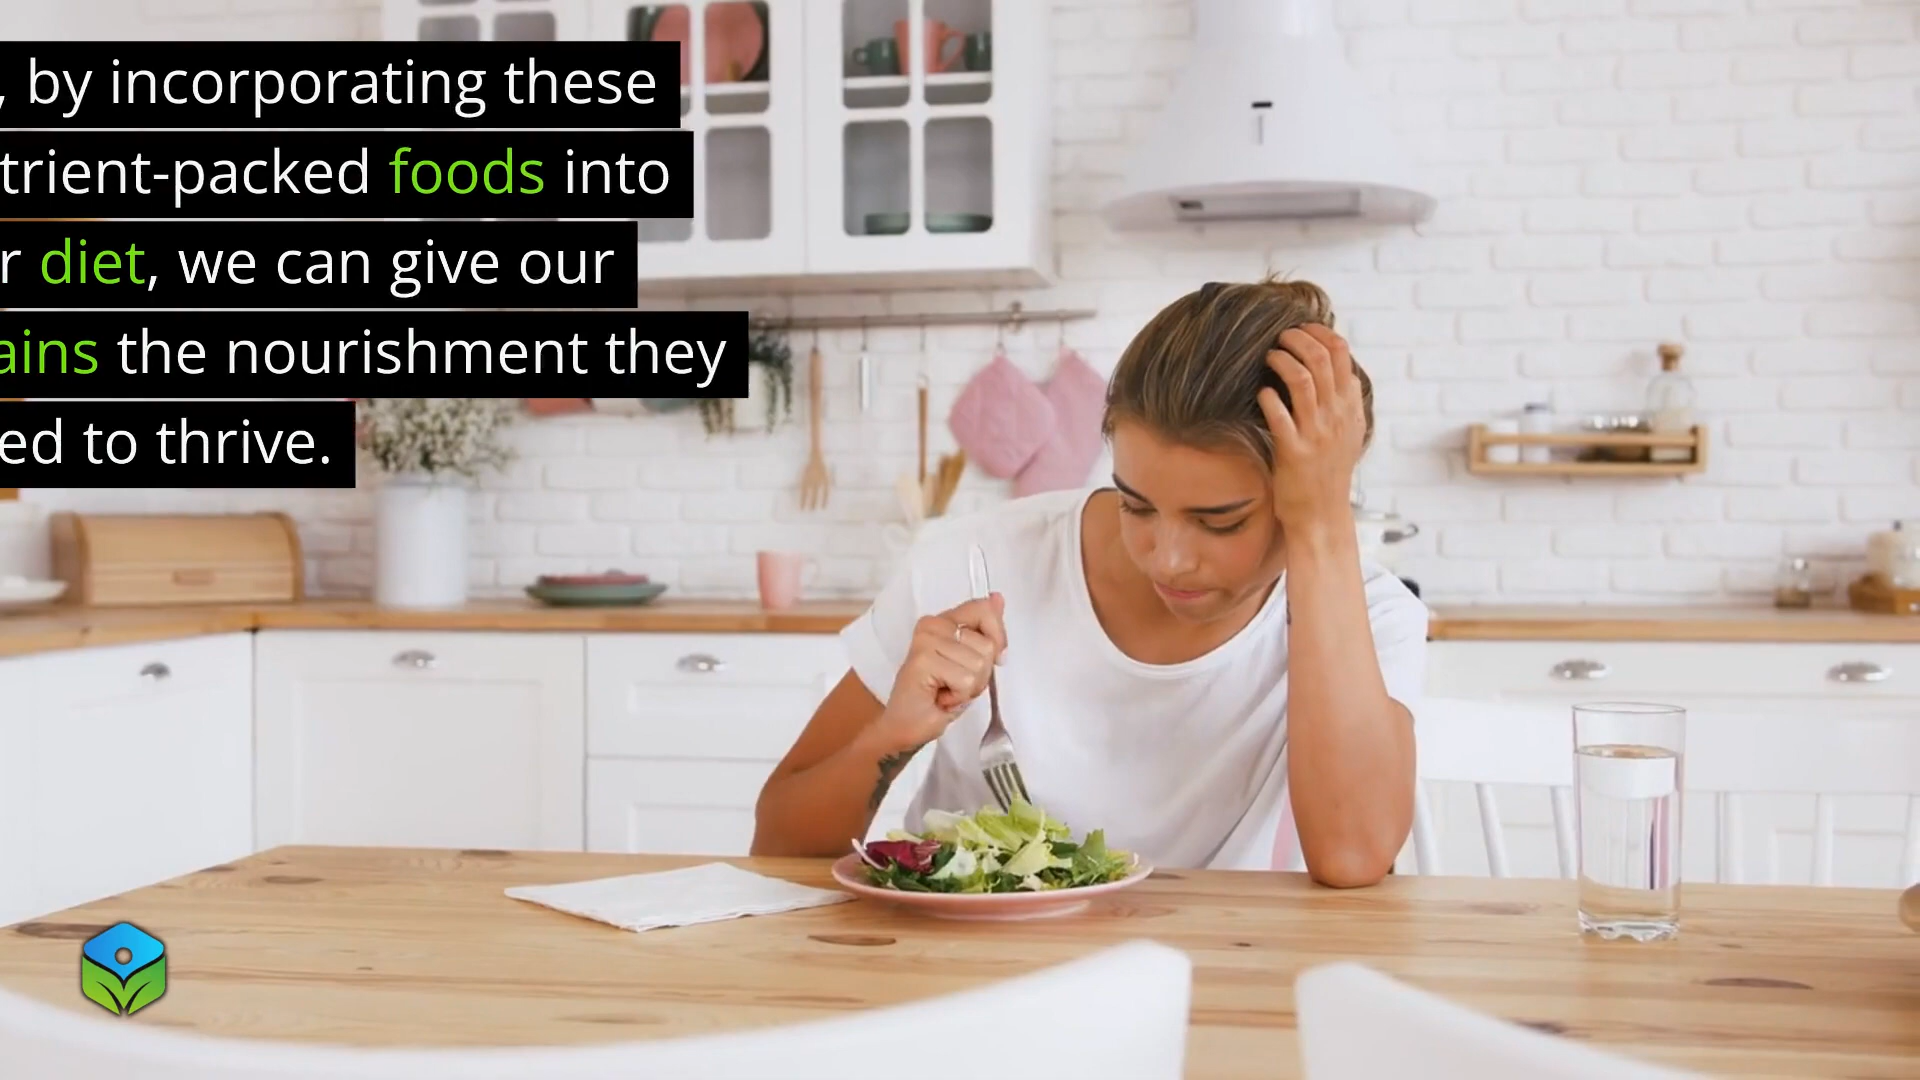 , by incorporating these
trient-packed foods into
r diet, we can give our
ains the nourishment they
ed to thrive.